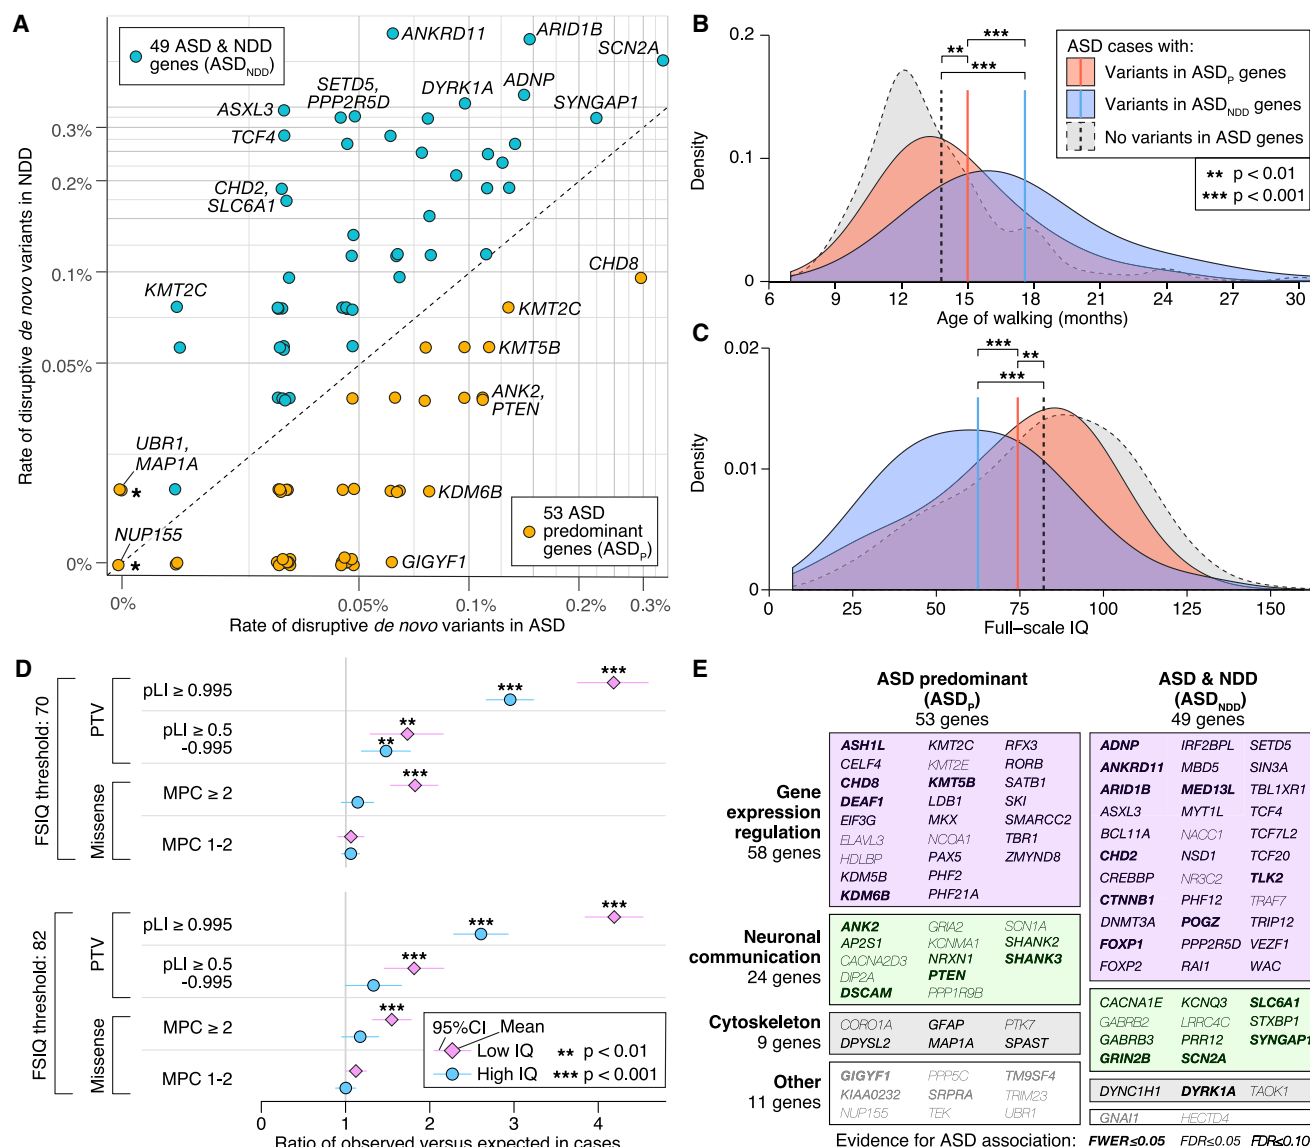 A
49 ASD & NDD
genes (ASD_NDD)
ANKRD11
ARID1B
SCN2A
SETD5,
PPP2R5D
DYRK1A
ADNP
SYNGAP1
ASXL3
TCF4
CHD2,
SLC6A1
KMT2C
CHD8
KMT2C
KMT5B
ANK2,
PTEN
UBR1,
MAP1A
*
KDM6B
NUP155
*
GIGYF1
53 ASD
predominant
genes (ASD_P)
Rate of disruptive de novo variants in NDD
0.3%
0.2%
0.1%
0.05%
0%
0% 0.05% 0.1% 0.2% 0.3%
Rate of disruptive de novo variants in ASD
B
Density
0.2
0.1
0
*** 
** 
***
ASD cases with:
Variants in ASD_P genes
Variants in ASD_NDD genes
No variants in ASD genes
** p < 0.01
*** p < 0.001
6 9 12 15 18 21 24 27 30
Age of walking (months)
C
Density
0.02
0.01
0
***
**
***
0 25 50 75 100 125 150
Full–scale IQ
D
FSIQ threshold: 70
PTV
pLI ≥ 0.995
*** ***
pLI ≥ 0.5
-0.995
** **
Missense
MPC ≥ 2
***
MPC 1-2
FSIQ threshold: 82
PTV
pLI ≥ 0.995
*** ***
pLI ≥ 0.5
-0.995
***
Missense
MPC ≥ 2
***
MPC 1-2
95%CI Mean
Low IQ ** p < 0.01
High IQ *** p < 0.001
0 1 2 3 4
Ratio of observed versus expected in cases
E
ASD predominant
(ASD_P)
53 genes
ASD & NDD
(ASD_NDD)
49 genes
Gene
expression
regulation
58 genes
ASH1L KMT2C RFX3
CELF4 KMT2E RORB
CHD8 KMT5B SATB1
DEAF1 LDB1 SKI
EIF3G MKX SMARCC2
ELAVL3 NCOA1 TBR1
HDLBP PAX5 ZMYND8
KDM5B PHF2
KDM6B PHF21A
ADNP IRF2BPL SETD5
ANKRD11 MBD5 SIN3A
ARID1B MED13L TBL1XR1
ASXL3 MYT1L TCF4
BCL11A NACC1 TCF7L2
CHD2 NSD1 TCF20
CREBBP NR3C2 TLK2
CTNNB1 PHF12 TRAF7
DNMT3A POGZ TRIP12
FOXP1 PPP2R5D VEZF1
FOXP2 RAI1 WAC
Neuronal
communication
24 genes
ANK2 GRIA2 SCN1A
AP2S1 KCNMA1 SHANK2
CACNA2D3 NRXN1 SHANK3
DIP2A PTEN
DSCAM PPP1R9B
CACNA1E KCNQ3 SLC6A1
GABRB2 LRRC4C STXBP1
GABRB3 PRR12 SYNGAP1
GRIN2B SCN2A
Cytoskeleton
9 genes
CORO1A GFAP PTK7
DPYSL2 MAP1A SPAST
DYNC1H1 DYRK1A TAOK1
Other
11 genes
GIGYF1 PPP5C TM9SF4
KIAA0232 SRPRA TRIM23
NUP155 TEK UBR1
GNAI1 HECTD4
Evidence for ASD association: FWER≤0.05 FDR≤0.05 FDR≤0.10